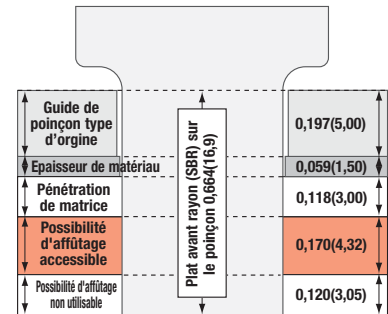 Guide de
poinçon type
d'orgine
0,197(5,00)
Epaisseur de matériau
0,059(1,50)
Pénétration
de matrice
0,118(3,00)
Possibilité
d'affûtage
accessible
0,170(4,32)
Possibilité d'affûtage
non utilisable
0,120(3,05)
Plat avant rayon (SBR) sur
le poinçon 0,664(16,9)